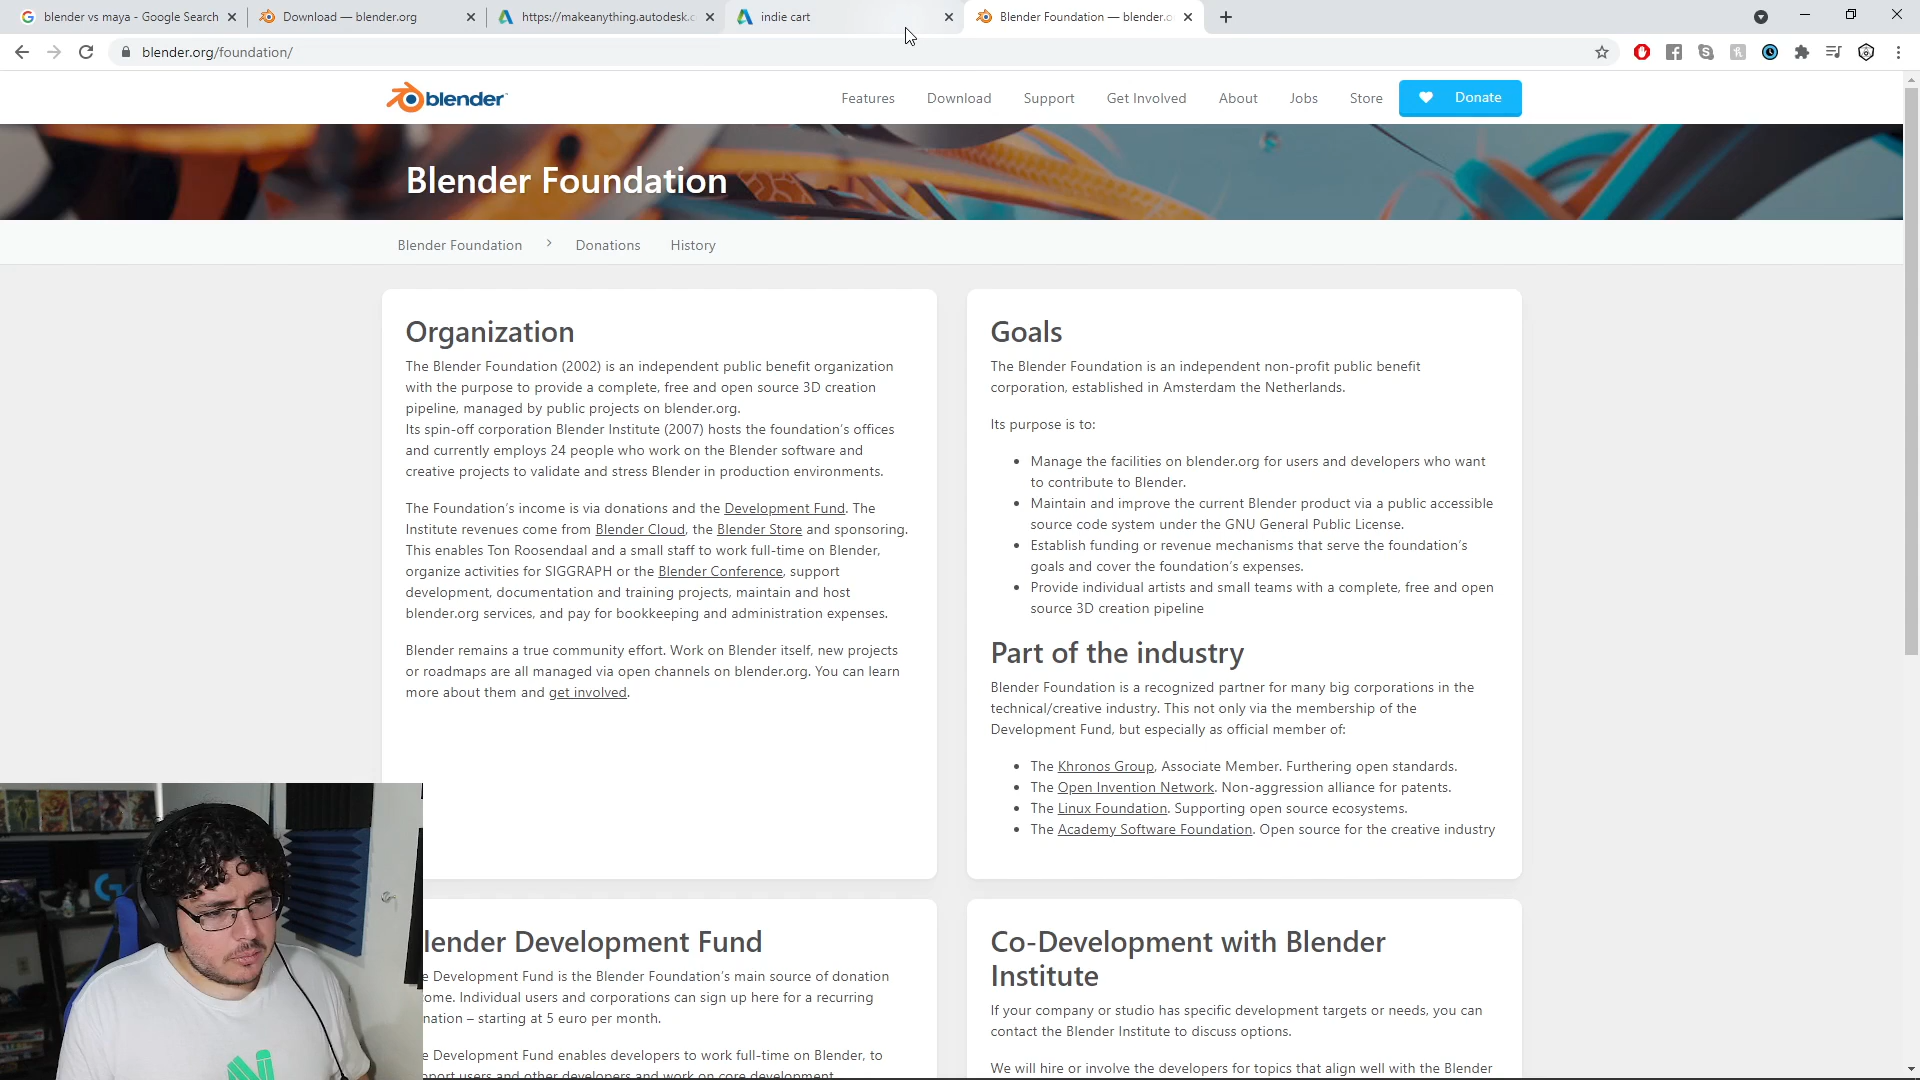 blender vs maya - Google Search
Download — blender.org
https://makeanything.autodesk.c
indie cart
Blender Foundation — blender.o
blender.org/foundation/
blender
Features
Download
Support
Get Involved
About
Jobs
Store
Donate
Blender Foundation
Blender Foundation
Donations
History
Organization
The Blender Foundation (2002) is an independent public benefit organization
with the purpose to provide a complete, free and open source 3D creation
pipeline, managed by public projects on blender.org.
Its spin-off corporation Blender Institute (2007) hosts the foundation's offices
and currently employs 24 people who work on the Blender software and
creative projects to validate and stress Blender in production environments.
The Foundation's income is via donations and the Development Fund. The
Institute revenues come from Blender Cloud, the Blender Store and sponsoring.
This enables Ton Roosendaal and a small staff to work full-time on Blender,
organize activities for SIGGRAPH or the Blender Conference, support
development, documentation and training projects, maintain and host
blender.org services, and pay for bookkeeping and administration expenses.
Blender remains a true community effort. Work on Blender itself, new projects
or roadmaps are all managed via open channels on blender.org. You can learn
more about them and get involved.
Goals
The Blender Foundation is an independent non-profit public benefit
corporation, established in Amsterdam the Netherlands.
Its purpose is to:
Manage the facilities on blender.org for users and developers who want
to contribute to Blender.
Maintain and improve the current Blender product via a public accessible
source code system under the GNU General Public License.
Establish funding or revenue mechanisms that serve the foundation's
goals and cover the foundation's expenses.
Provide individual artists and small teams with a complete, free and open
source 3D creation pipeline
Part of the industry
Blender Foundation is a recognized partner for many big corporations in the
technical/creative industry. This not only via the membership of the
Development Fund, but especially as official member of:
The Khronos Group, Associate Member. Furthering open standards.
The Open Invention Network. Non-aggression alliance for patents.
The Linux Foundation. Supporting open source ecosystems.
The Academy Software Foundation. Open source for the creative industry
lender Development Fund
e Development Fund is the Blender Foundation's main source of donation
ome. Individual users and corporations can sign up here for a recurring
nation – starting at 5 euro per month.
e Development Fund enables developers to work full-time on Blender, to
pport users and other developers and work on core development
Co-Development with Blender
Institute
If your company or studio has specific development targets or needs, you can
contact the Blender Institute to discuss options.
We will hire or involve the developers for topics that align well with the Blender